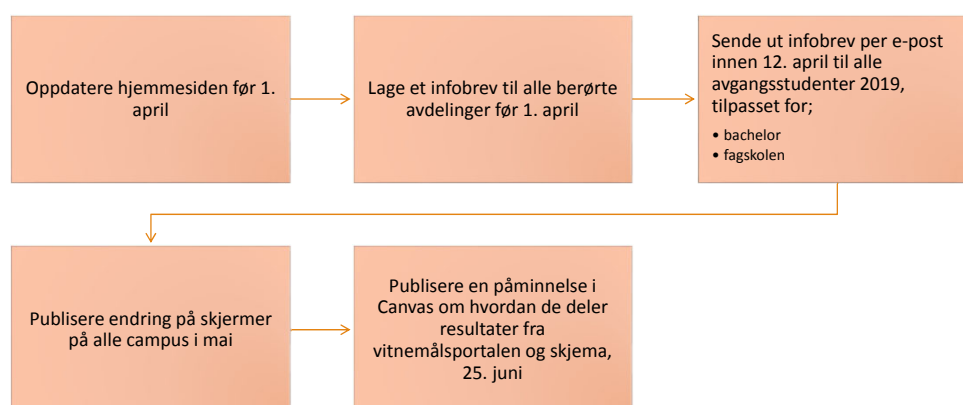 Oppdatere hjemmesiden før 1.
april
Lage et infobrev til alle berørte
avdelinger før 1. april
Sende ut infobrev per e-post
innen 12. april til alle
avgangsstudenter 2019,
tilpasset for;
• bachelor
• fagskolen
Publisere endring på skjermer
på alle campus i mai
Publisere en påminnelse i
Canvas om hvordan de deler
resultater fra
vitnemålsportalen og skjema,
25. juni